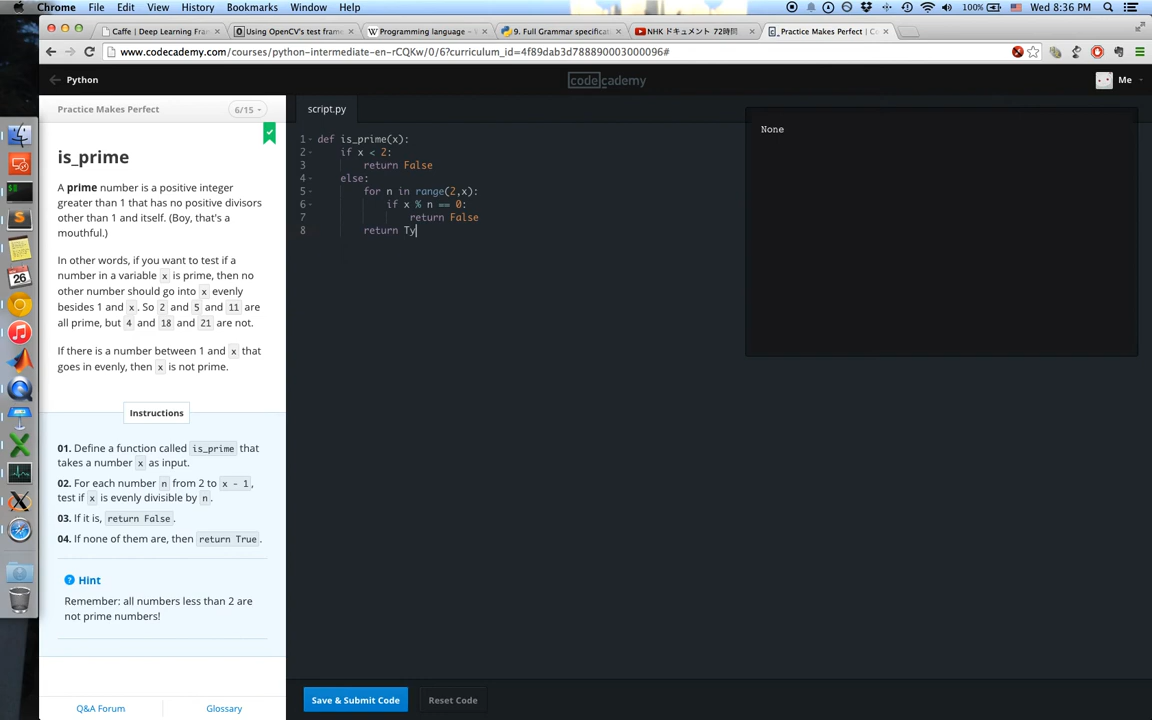 Chrome File Edit View History Bookmarks Window Help 100% Wed 8:36 PM
Caffe | Deep Learning Fram
Using OpenCV's test frame
Programming language -
9. Full Grammar specificat
NHK ドキュメント 72時間
Practice Makes Perfect | Co
www.codecademy.com/courses/python-intermediate-en-rCQKw/0/6?curriculum_id=4f89dab3d788890003000096#
Python
codecademy
Me
Practice Makes Perfect
6/15
script.py
is_prime
A prime number is a positive integer
greater than 1 that has no positive divisors
other than 1 and itself. (Boy, that's a
mouthful.)
In other words, if you want to test if a
number in a variable x is prime, then no
other number should go into x evenly
besides 1 and x. So 2 and 5 and 11 are
all prime, but 4 and 18 and 21 are not.
If there is a number between 1 and x that
goes in evenly, then x is not prime.
Instructions
01. Define a function called is_prime that
takes a number x as input.
02. For each number n from 2 to x - 1,
test if x is evenly divisible by n.
03. If it is, return False.
04. If none of them are, then return True.
Hint
Remember: all numbers less than 2 are
not prime numbers!
Q&A Forum
Glossary
1 def is_prime(x):
2 if x < 2:
3 return False
4 else:
5 for n in range(2,x):
6 if x % n == 0:
7 return False
8 return Ty
None
Save & Submit Code
Reset Code
26